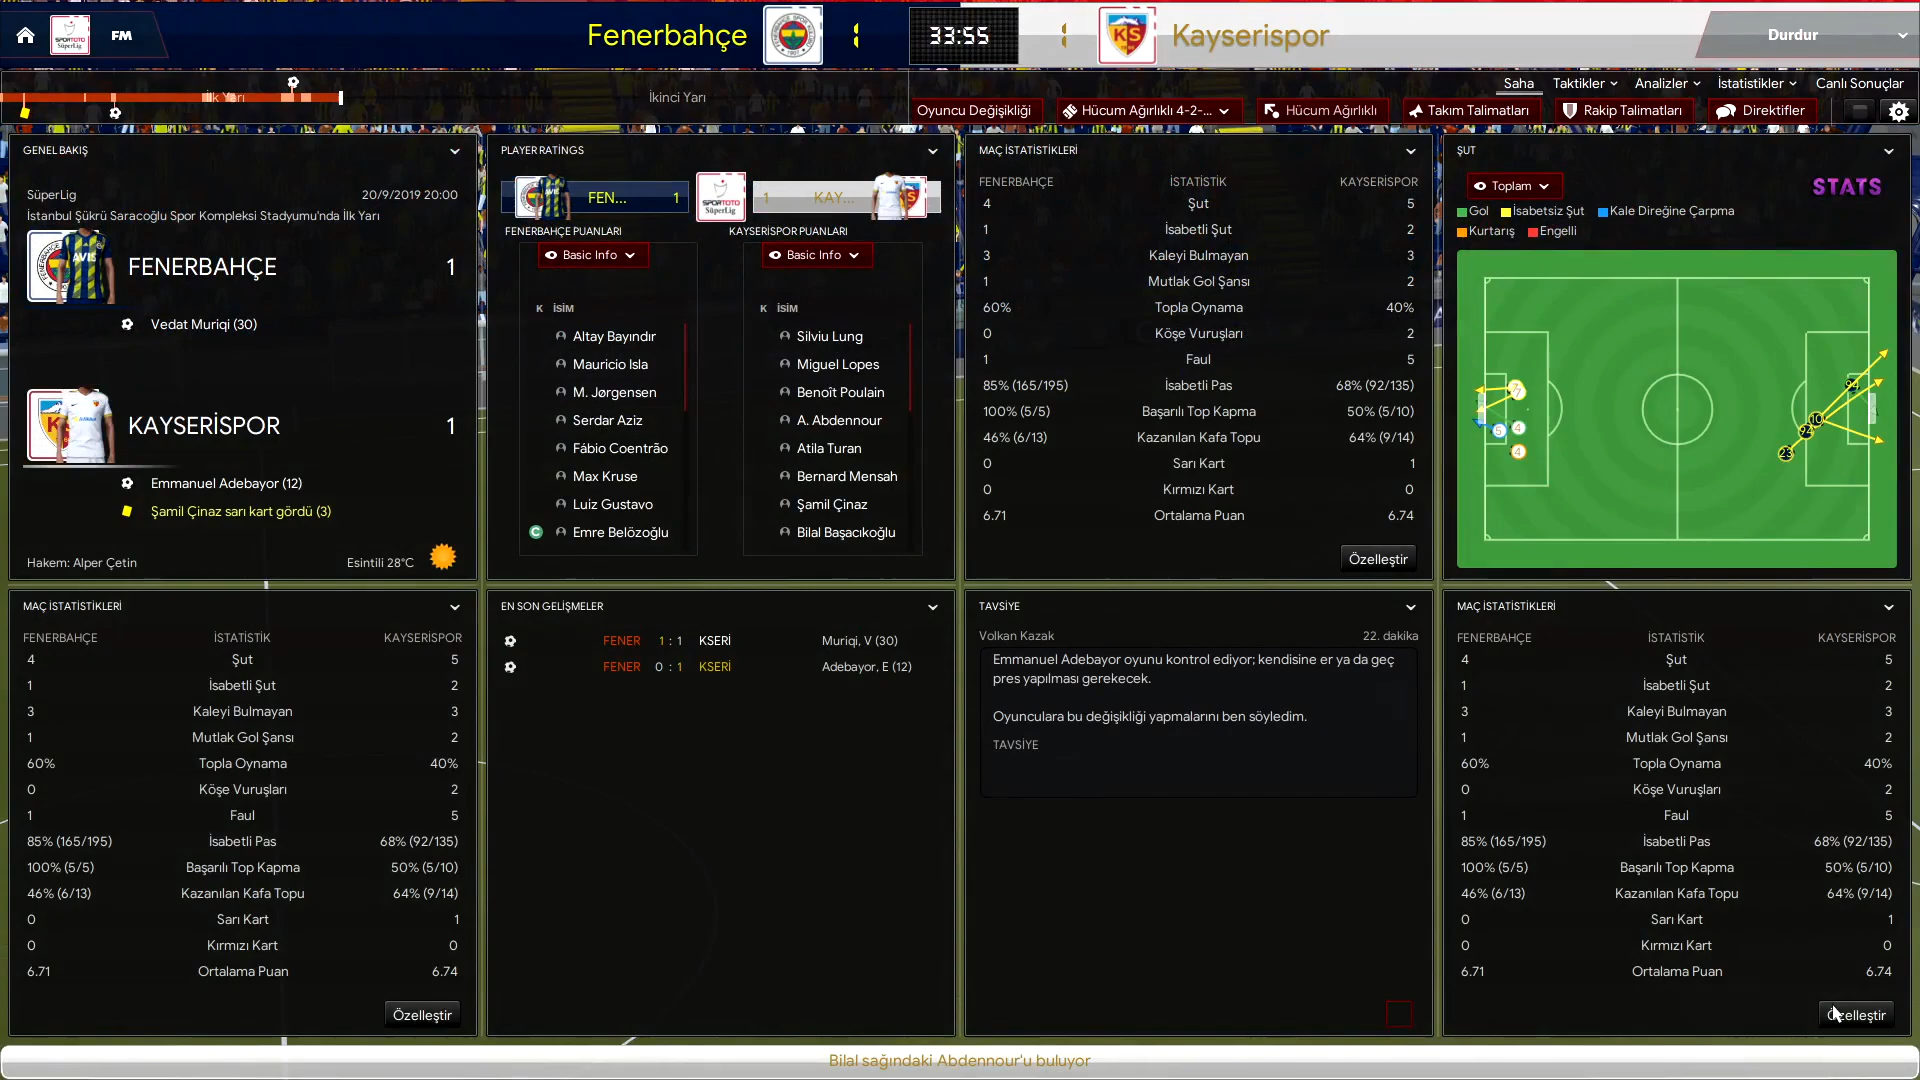 FM
Fenerbahçe
33:55
Kayserispor
Durdur
İlk Yarı
İkinci Yarı
Saha
Taktikler
Analizler
İstatistikler
Canlı Sonuçlar
Oyuncu Değişikliği
Hücum Ağırlıklı 4-2-...
Hücum Ağırlıklı
Takım Talimatları
Rakip Talimatları
Direktifler
GENEL BAKIŞ
SüperLig
20/9/2019 20:00
İstanbul Şükrü Saracoğlu Spor Kompleksi Stadyumu'nda İlk Yarı
FENERBAHÇE 1
Vedat Muriqi (30)
KAYSERİSPOR 1
Emmanuel Adebayor (12)
Şamil Çinaz sarı kart gördü (3)
Hakem: Alper Çetin
Esintili 28°C
PLAYER RATINGS
FEN... 1
SPORTOTO
SüperLig
1 KAY...
FENERBAHÇE PUANLARI
KAYSERİSPOR PUANLARI
Basic Info
Basic Info
K İSİM
K İSİM
Altay Bayındır
Silviu Lung
Mauricio Isla
Miguel Lopes
M. Jørgensen
Benoît Poulain
Serdar Aziz
A. Abdennour
Fábio Coentrão
Atila Turan
Max Kruse
Bernard Mensah
Luiz Gustavo
Şamil Çinaz
C Emre Belözoğlu
Bilal Başacıkoğlu
MAÇ İSTATİSTİKLERİ
FENERBAHÇE İSTATİSTİK KAYSERİSPOR
4 Şut 5
1 İsabetli Şut 2
3 Kaleyi Bulmayan 3
1 Mutlak Gol Şansı 2
60% Topla Oynama 40%
0 Köşe Vuruşları 2
1 Faul 5
85% (165/195) İsabetli Pas 68% (92/135)
100% (5/5) Başarılı Top Kapma 50% (5/10)
46% (6/13) Kazanılan Kafa Topu 64% (9/14)
0 Sarı Kart 1
0 Kırmızı Kart 0
6.71 Ortalama Puan 6.74
Özelleştir
ŞUT
Toplam
STATS
Gol İsabetsiz Şut Kale Direğine Çarpma
Kurtarış Engelli
7
5
4
4
94
10
94
23
MAÇ İSTATİSTİKLERİ
FENERBAHÇE İSTATİSTİK KAYSERİSPOR
4 Şut 5
1 İsabetli Şut 2
3 Kaleyi Bulmayan 3
1 Mutlak Gol Şansı 2
60% Topla Oynama 40%
0 Köşe Vuruşları 2
1 Faul 5
85% (165/195) İsabetli Pas 68% (92/135)
100% (5/5) Başarılı Top Kapma 50% (5/10)
46% (6/13) Kazanılan Kafa Topu 64% (9/14)
0 Sarı Kart 1
0 Kırmızı Kart 0
6.71 Ortalama Puan 6.74
Özelleştir
EN SON GELİŞMELER
FENER 1 : 1 KSERİ Muriqi, V (30)
FENER 0 : 1 KSERİ Adebayor, E (12)
TAVSİYE
Volkan Kazak 22. dakika
Emmanuel Adebayor oyunu kontrol ediyor; kendisine er ya da geç
pres yapılması gerekecek.
Oyunculara bu değişikliği yapmalarını ben söyledim.
TAVSİYE
MAÇ İSTATİSTİKLERİ
FENERBAHÇE İSTATİSTİK KAYSERİSPOR
4 Şut 5
1 İsabetli Şut 2
3 Kaleyi Bulmayan 3
1 Mutlak Gol Şansı 2
60% Topla Oynama 40%
0 Köşe Vuruşları 2
1 Faul 5
85% (165/195) İsabetli Pas 68% (92/135)
100% (5/5) Başarılı Top Kapma 50% (5/10)
46% (6/13) Kazanılan Kafa Topu 64% (9/14)
0 Sarı Kart 1
0 Kırmızı Kart 0
6.71 Ortalama Puan 6.74
Özelleştir
Bilal sağındaki Abdennour'u buluyor